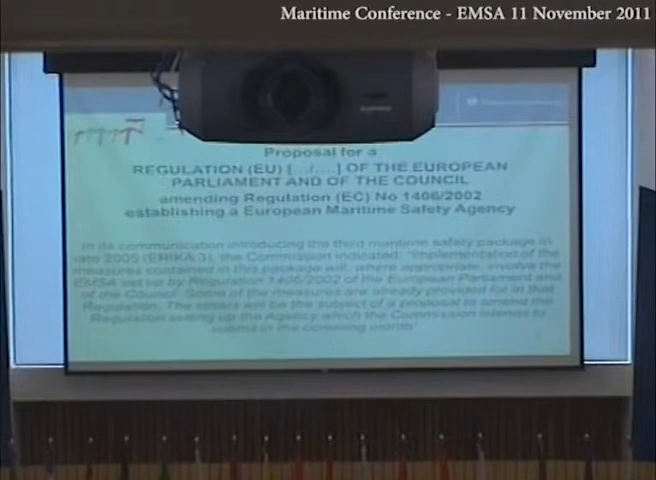 Maritime Conference - EMSA 11 November 2011
Proposal for a
REGULATION (EU) [.../....] OF THE EUROPEAN
PARLIAMENT AND OF THE COUNCIL
amending Regulation (EC) No 1406/2002
establishing a European Maritime Safety Agency
In its communication introducing the third maritime safety package in
late 2005 (ERIKA 3), the Commission indicated: "Implementation of the
measures contained in this package will, where appropriate, involve the
EMSA set up by Regulation 1406/2002 of the European Parliament and
of the Council. Some of the measures are already provided for in that
Regulation. The others will be the subject of a proposal to amend the
Regulation setting up the Agency which the Commission intends to
submit in the coming month"